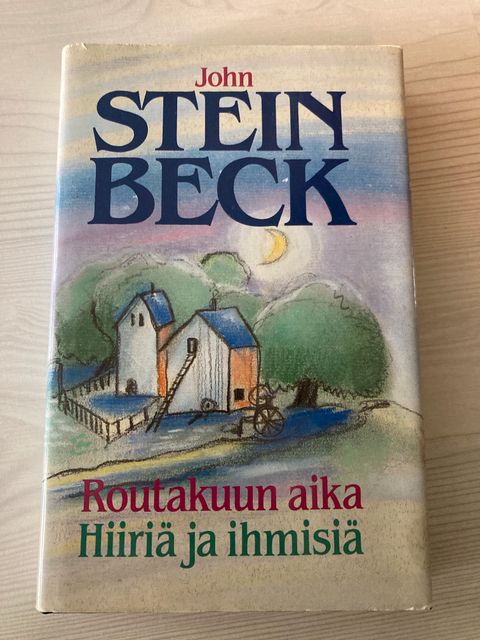 John
STEIN
BECK
Routakuun aika
Hiiriä ja ihmisiä